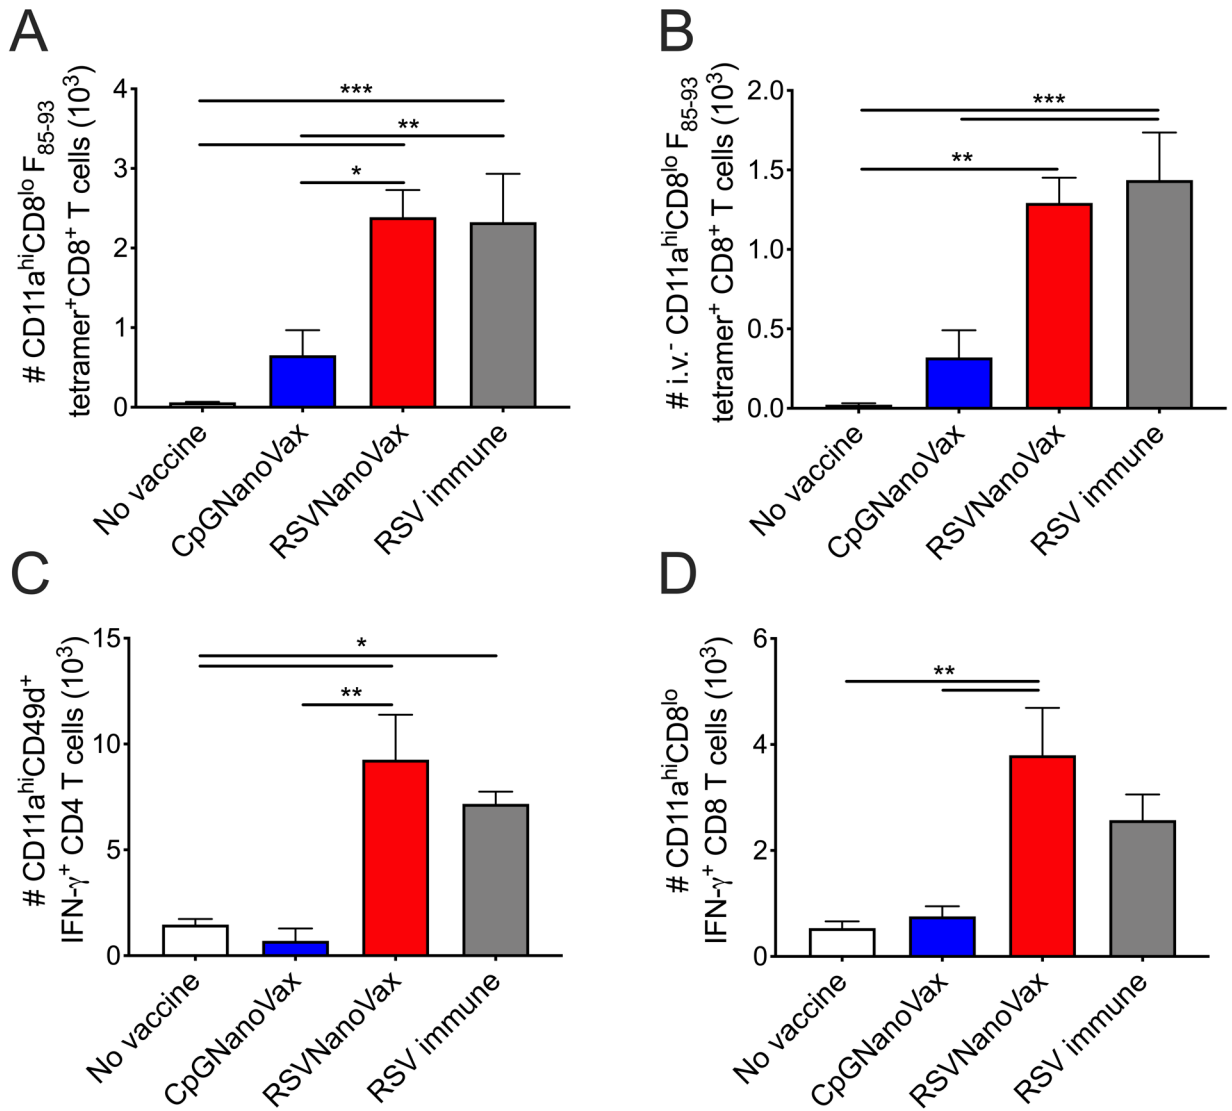 A
# CD11a^hi CD8^lo F_85-93
tetramer^+CD8^+ T cells (10^3)
4
3
2
1
0
***
**
*
No vaccine
CpGNanoVax
RSVNanoVax
RSV immune
B
# i.v.^- CD11a^hiCD8^lo F_85-93
tetramer^+ CD8^+ T cells (10^3)
2.0
1.5
1.0
0.5
0.0
***
**
No vaccine
CpGNanoVax
RSVNanoVax
RSV immune
C
# CD11a^hiCD49d^+
IFN-γ^+ CD4 T cells (10^3)
15
10
5
0
*
**
No vaccine
CpGNanoVax
RSVNanoVax
RSV immune
D
# CD11a^hiCD8^lo
IFN-γ^+ CD8 T cells (10^3)
6
4
2
0
**
No vaccine
CpGNanoVax
RSVNanoVax
RSV immune